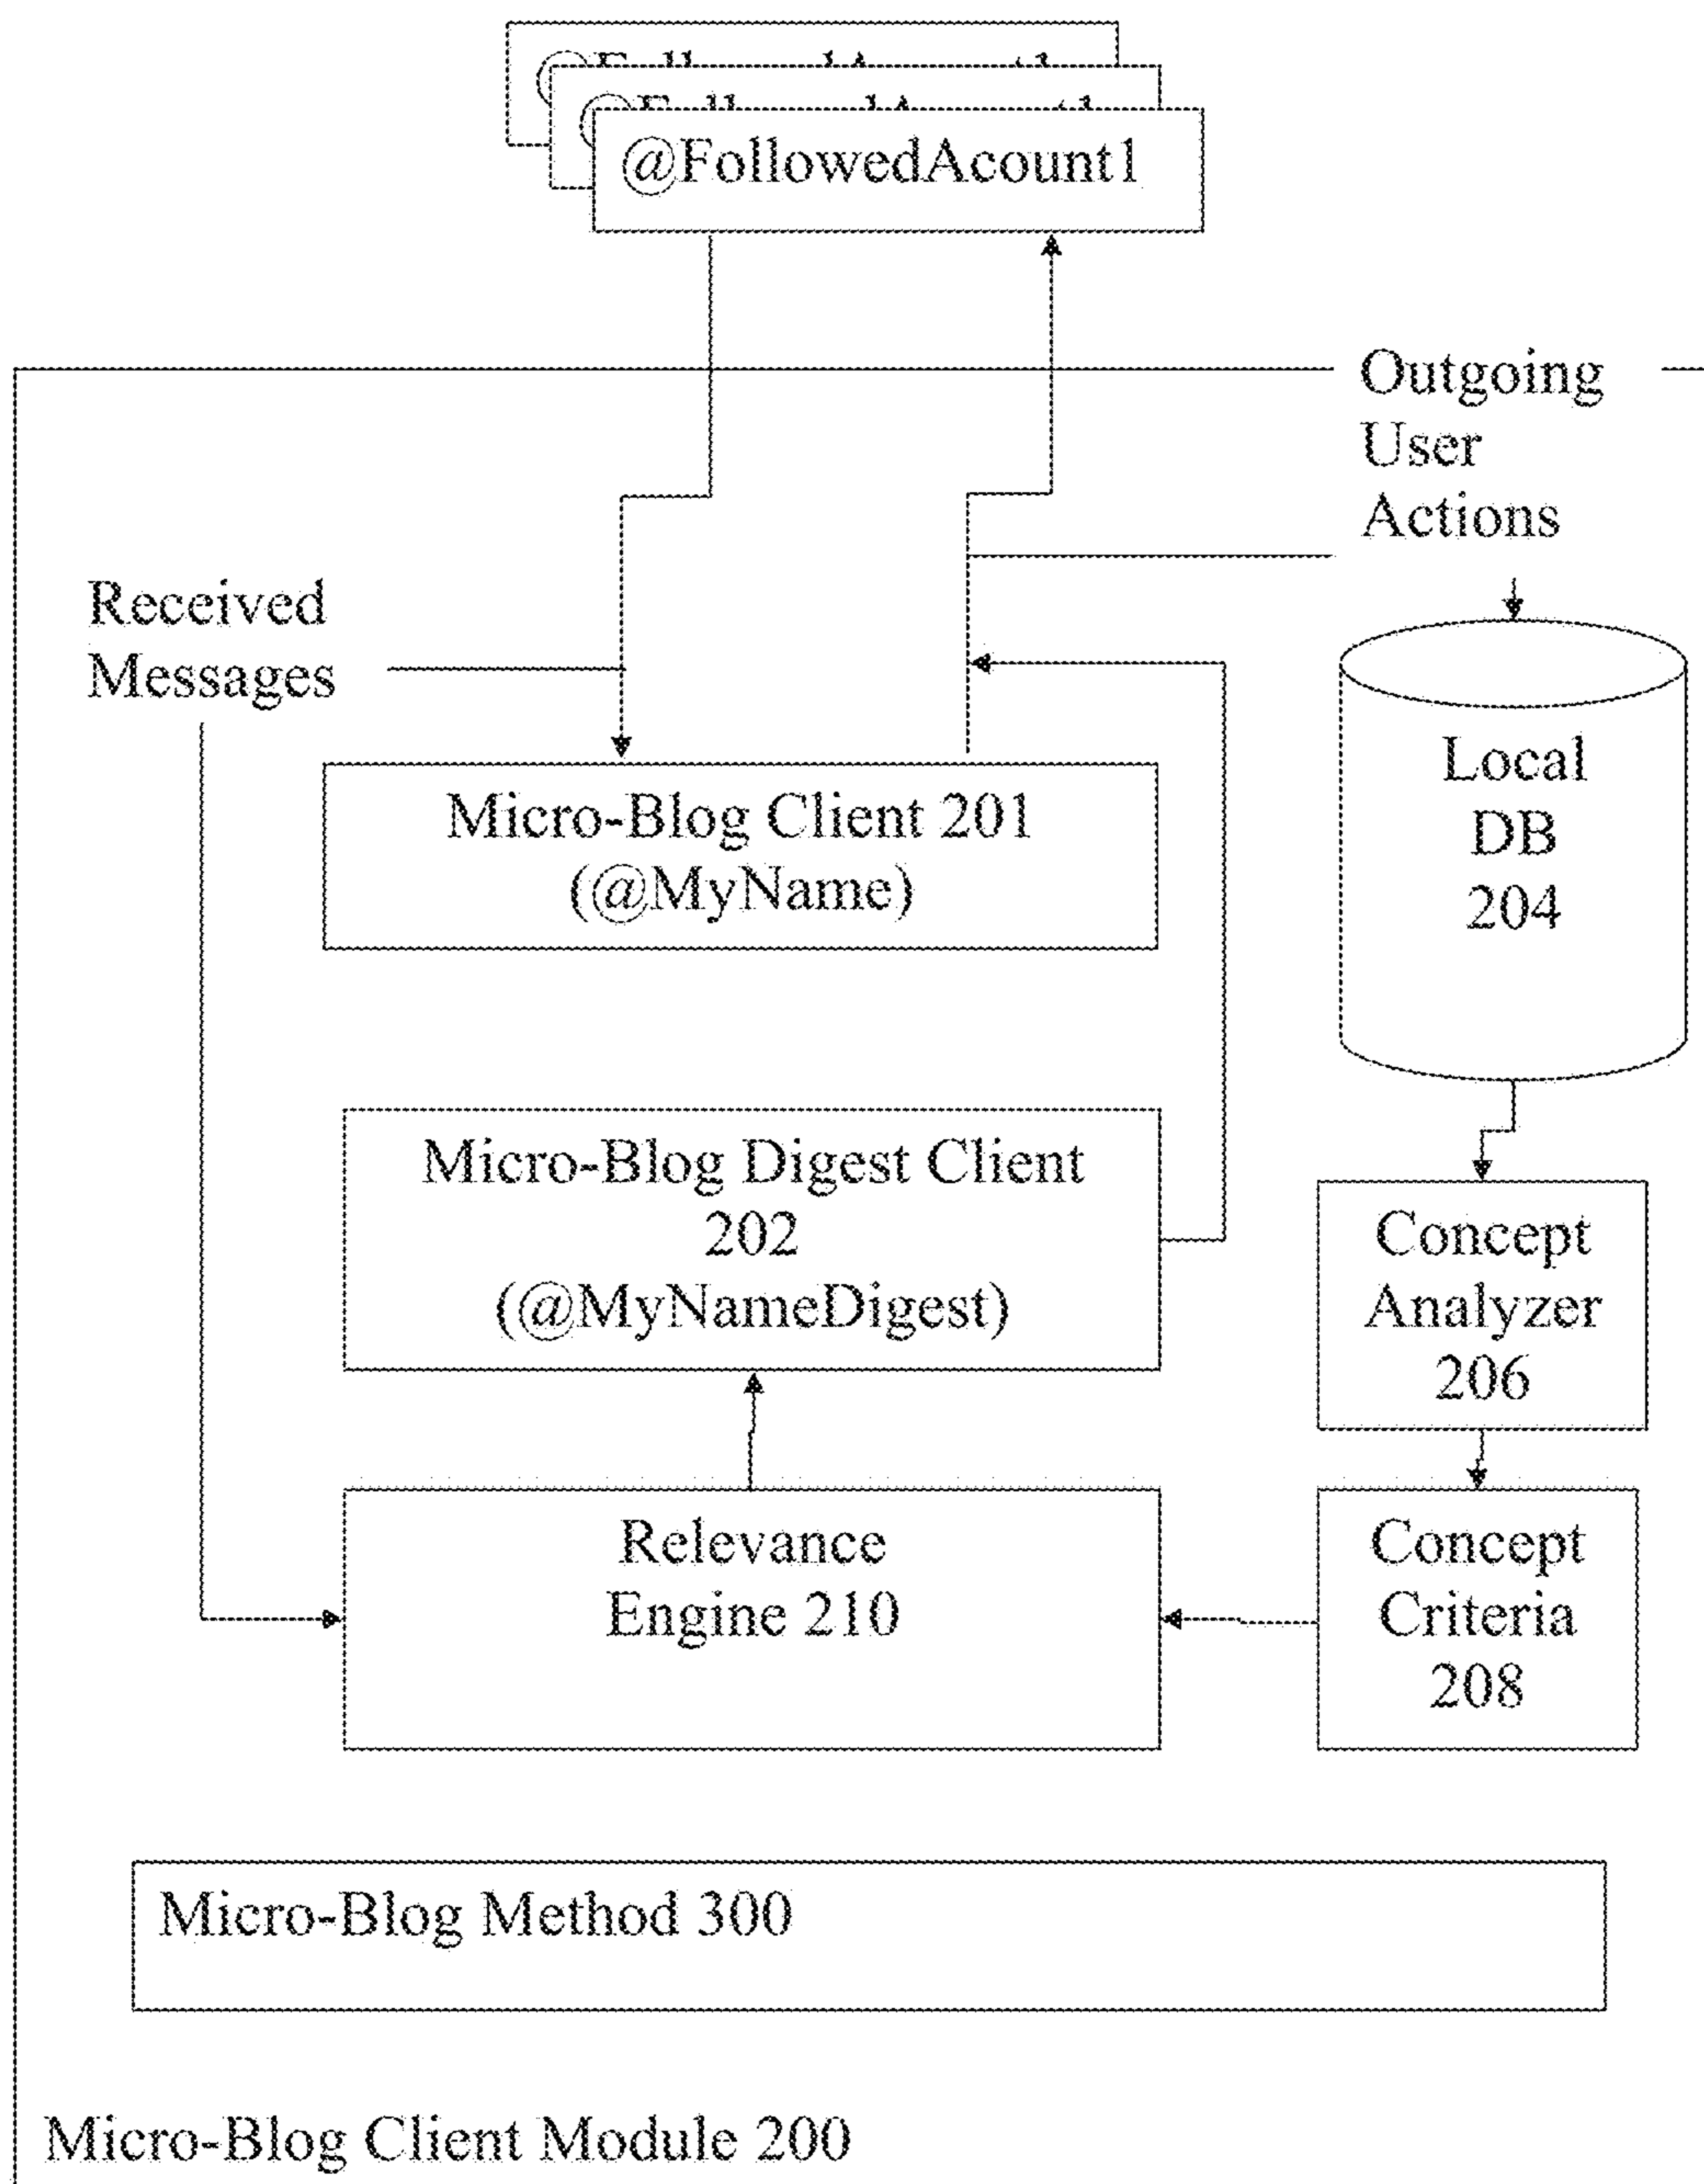 @FollowedAcount1
Outgoing
User
Actions
Received
Messages
Micro-Blog Client 201
(@MyName)
Local
DB
204
Micro-Blog Digest Client
202
(@MyNameDigest)
Concept
Analyzer
206
Relevance
Engine 210
Concept
Criteria
208
Micro-Blog Method 300
Micro-Blog Client Module 200